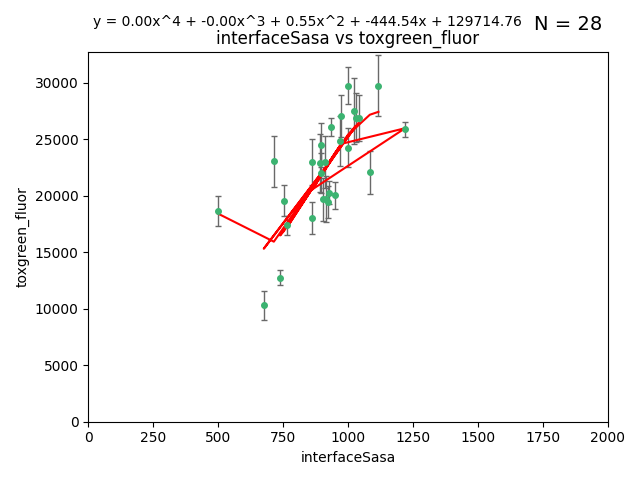 y = 0.00x^4 + -0.00x^3 + 0.55x^2 + -444.54x + 129714.76 N = 28
interfaceSasa vs toxgreen_fluor
30000
25000
20000
15000
10000
5000
0
toxgreen_fluor
0 250 500 750 1000 1250 1500 1750 2000
interfaceSasa